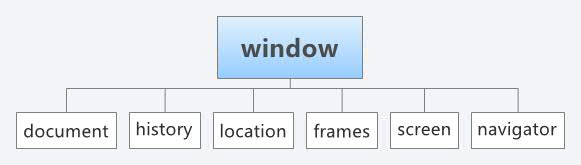 window
document
history
location
frames
screen
navigator